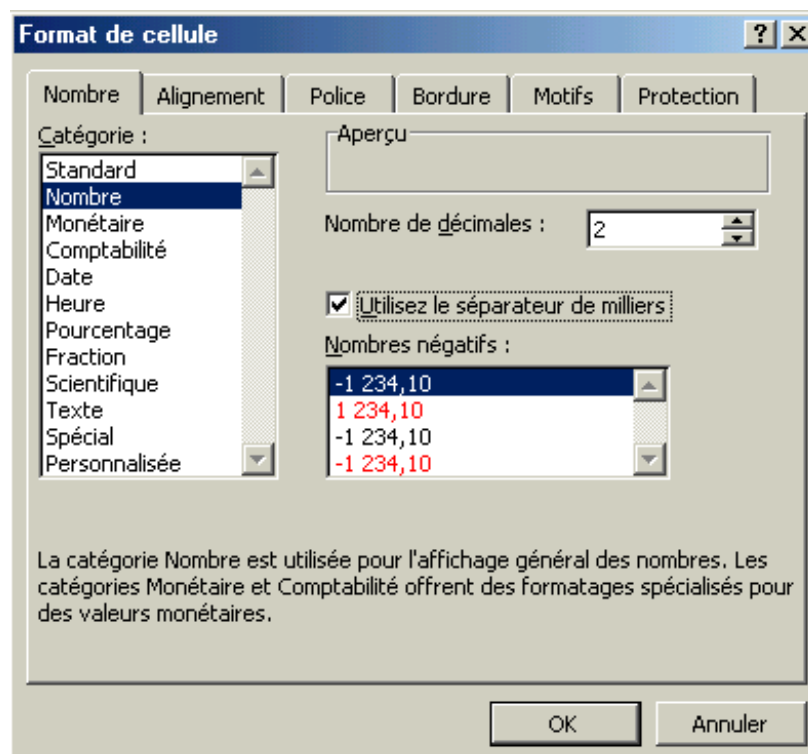 Format de cellule
Nombre Alignement Police Bordure Motifs Protection
Catégorie :
Standard
Nombre
Monétaire
Comptabilité
Date
Heure
Pourcentage
Fraction
Scientifique
Texte
Spécial
Personnalisée
Aperçu
Nombre de décimales : 2
Utilisez le séparateur de milliers
Nombres négatifs :
-1 234,10
1 234,10
-1 234,10
-1 234,10
La catégorie Nombre est utilisée pour l'affichage général des nombres. Les
catégories Monétaire et Comptabilité offrent des formatages spécialisés pour
des valeurs monétaires.
OK Annuler